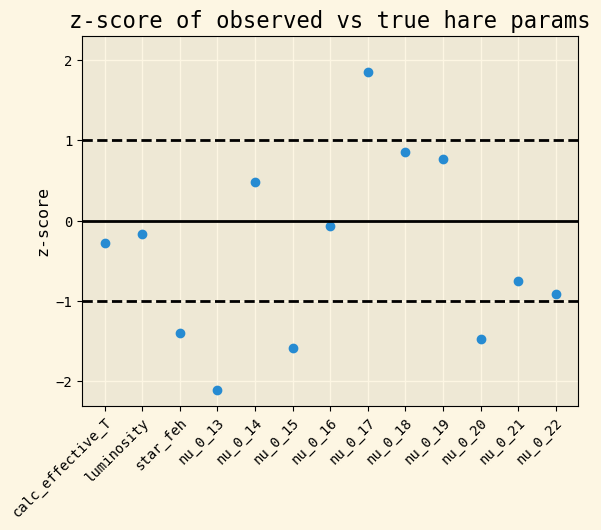 z-score of observed vs true hare params
z-score
2
1
0
−1
−2
calc_effective_T
luminosity
star_feh
nu_0_13
nu_0_14
nu_0_15
nu_0_16
nu_0_17
nu_0_18
nu_0_19
nu_0_20
nu_0_21
nu_0_22